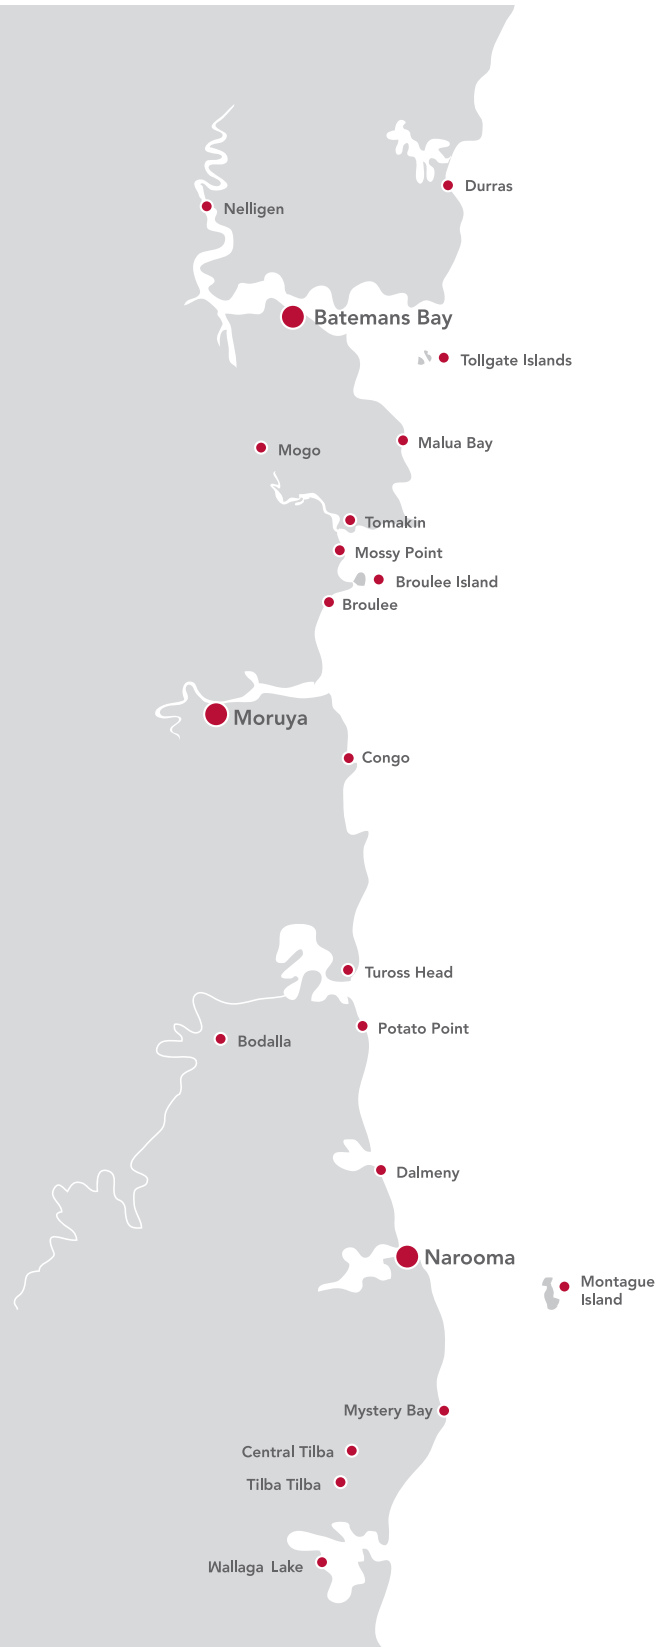 Durras
Nelligen
Batemans Bay
Tollgate Islands
Malua Bay
Mogo
Tomakin
Mossy Point
Broulee Island
Broulee
Moruya
Congo
Tuross Head
Potato Point
Bodalla
Dalmeny
Narooma
Montague
Island
Mystery Bay
Central Tilba
Tilba Tilba
Wallaga Lake